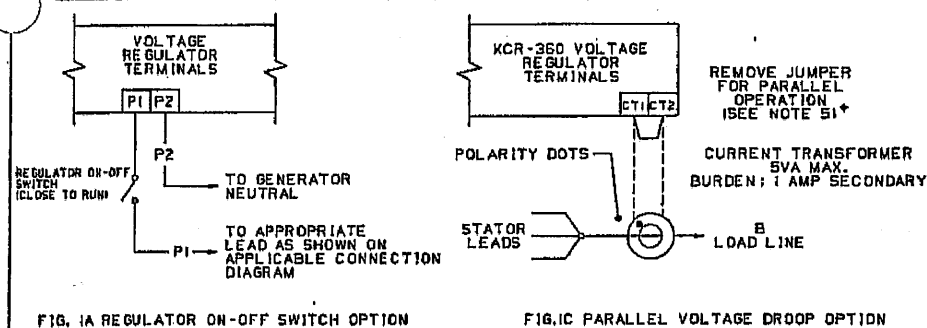 VOLTAGE
REGULATOR
TERMINALS
P1 P2
P2
REGULATOR ON-OFF
SWITCH
(CLOSE TO RUN)
TO GENERATOR
NEUTRAL
P1
TO APPROPRIATE
LEAD AS SHOWN ON
APPLICABLE CONNECTION
DIAGRAM
FIG. 1A REGULATOR ON-OFF SWITCH OPTION
KCR-360 VOLTAGE
REGULATOR
TERMINALS
CT1 CT2
REMOVE JUMPER
FOR PARALLEL
OPERATION
(SEE NOTE 5)*
POLARITY DOTS
CURRENT TRANSFORMER
5VA MAX.
BURDEN; 1 AMP SECONDARY
STATOR
LEADS
B
LOAD LINE
FIG.1C PARALLEL VOLTAGE DROOP OPTION